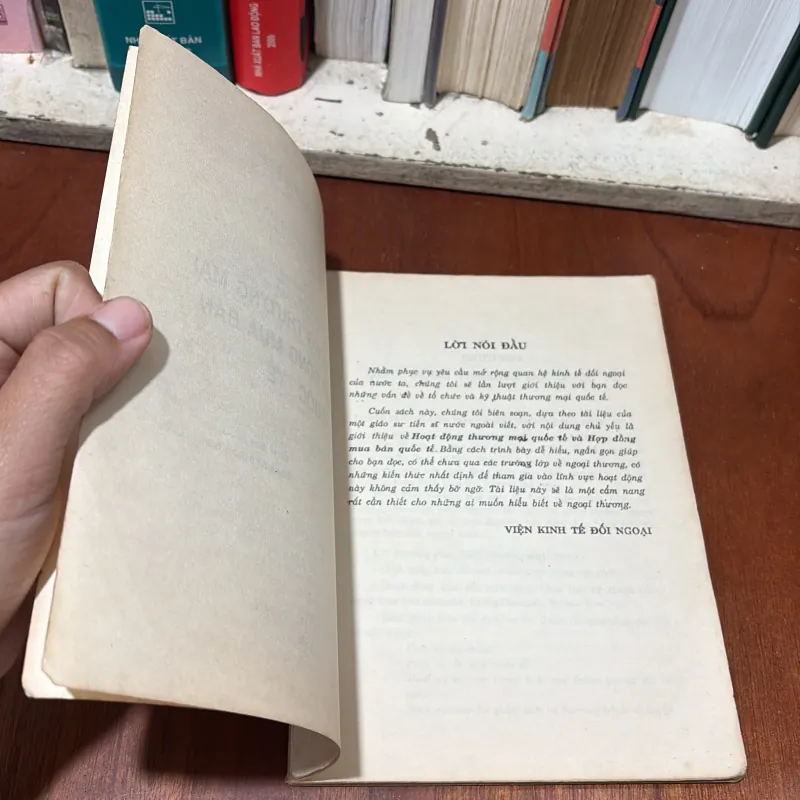 NHÀ XUẤT BẢN LAO ĐỘNG
2009
LỜI NÓI ĐẦU
Nhằm phục vụ yêu cầu mở rộng quan hệ kinh tế đối ngoại
của nước ta, chúng tôi sẽ lần lượt giới thiệu với bạn đọc
những vấn đề về tổ chức và kỹ thuật thương mại quốc tế.
Cuốn sách này, chúng tôi biên soạn, dựa theo tài liệu của
một giáo sư tiến sĩ nước ngoài viết, với nội dung chủ yếu là
giới thiệu về Hoạt động thương mại quốc tế và Hợp đồng
mua bán quốc tế. Bằng cách trình bày dễ hiểu, ngắn gọn giúp
cho bạn đọc, có thể chưa qua các trường lớp về ngoại thương, có
những kiến thức nhất định để tham gia vào lĩnh vực hoạt động
này không cảm thấy bỡ ngỡ. Tài liệu nầy sẽ là một cẩm nang
rất cần thiết cho những ai muốn hiểu biết về ngoại thương.
VIỆN KINH TẾ ĐỐI NGOẠI